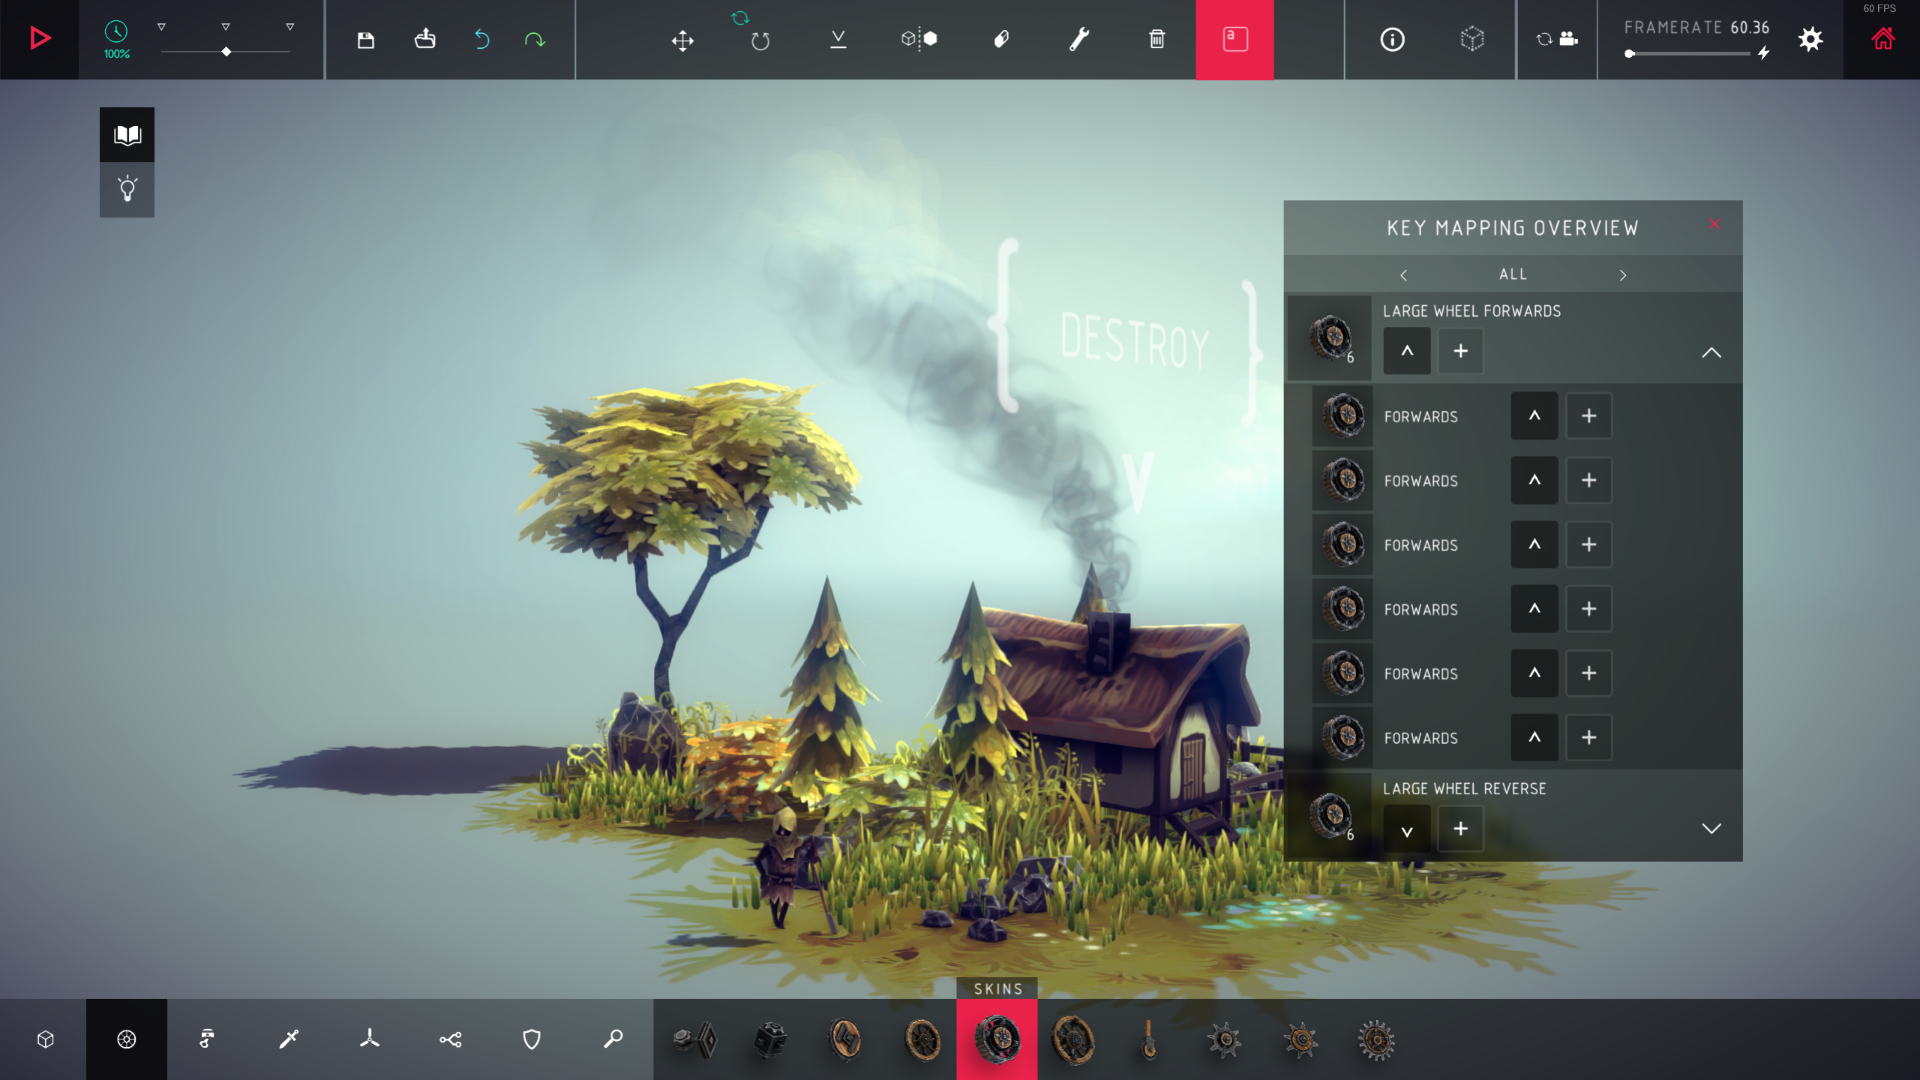 60 FPS
100%
FRAMERATE 60.36
a
KEY MAPPING OVERVIEW
ALL
LARGE WHEEL FORWARDS
6
DESTROY
FORWARDS
FORWARDS
FORWARDS
FORWARDS
FORWARDS
FORWARDS
LARGE WHEEL REVERSE
6
SKINS